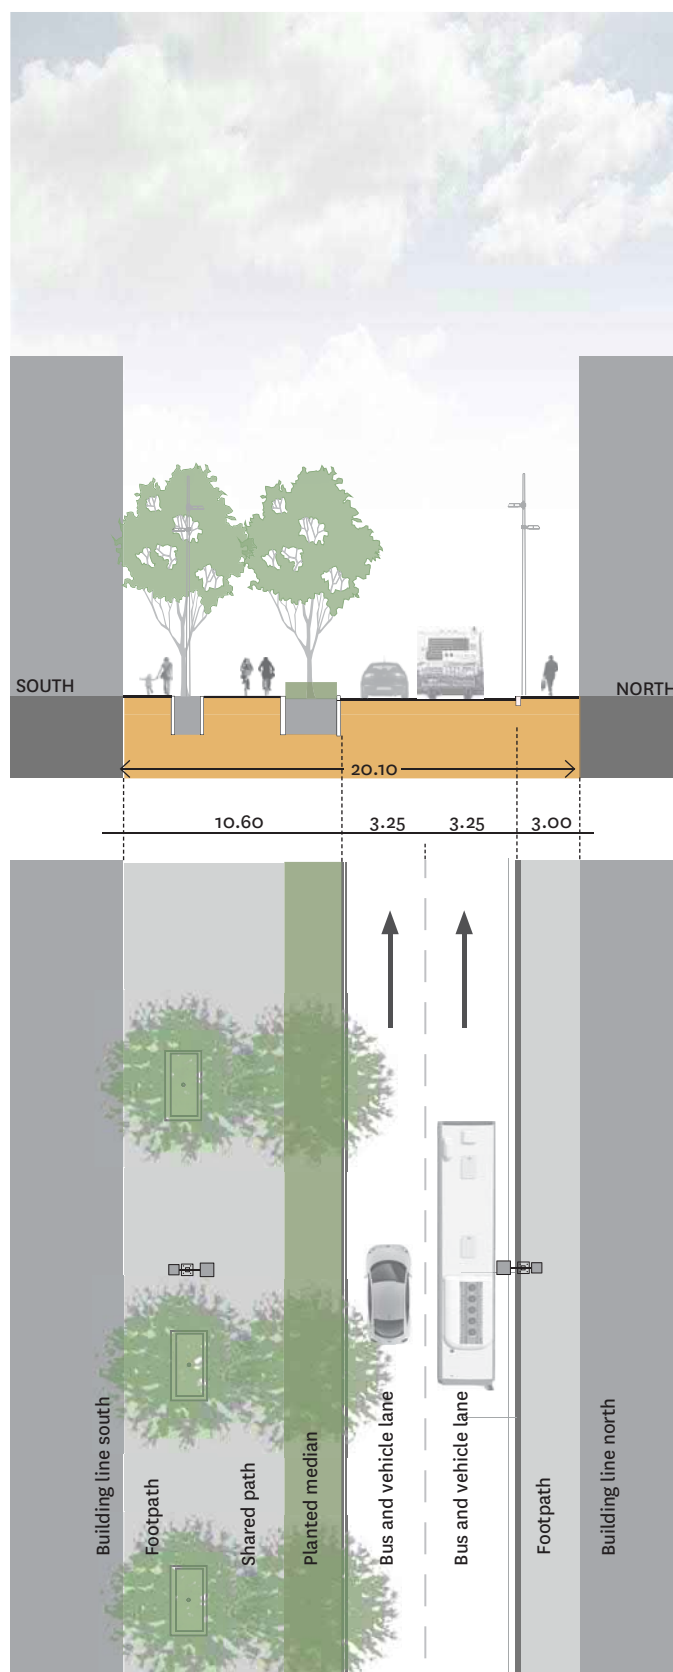 SOUTH
NORTH
20.10
10.60
3.25
3.25
3.00
Building line south
Footpath
Shared path
Planted median
Bus and vehicle lane
Bus and vehicle lane
Footpath
Building line north